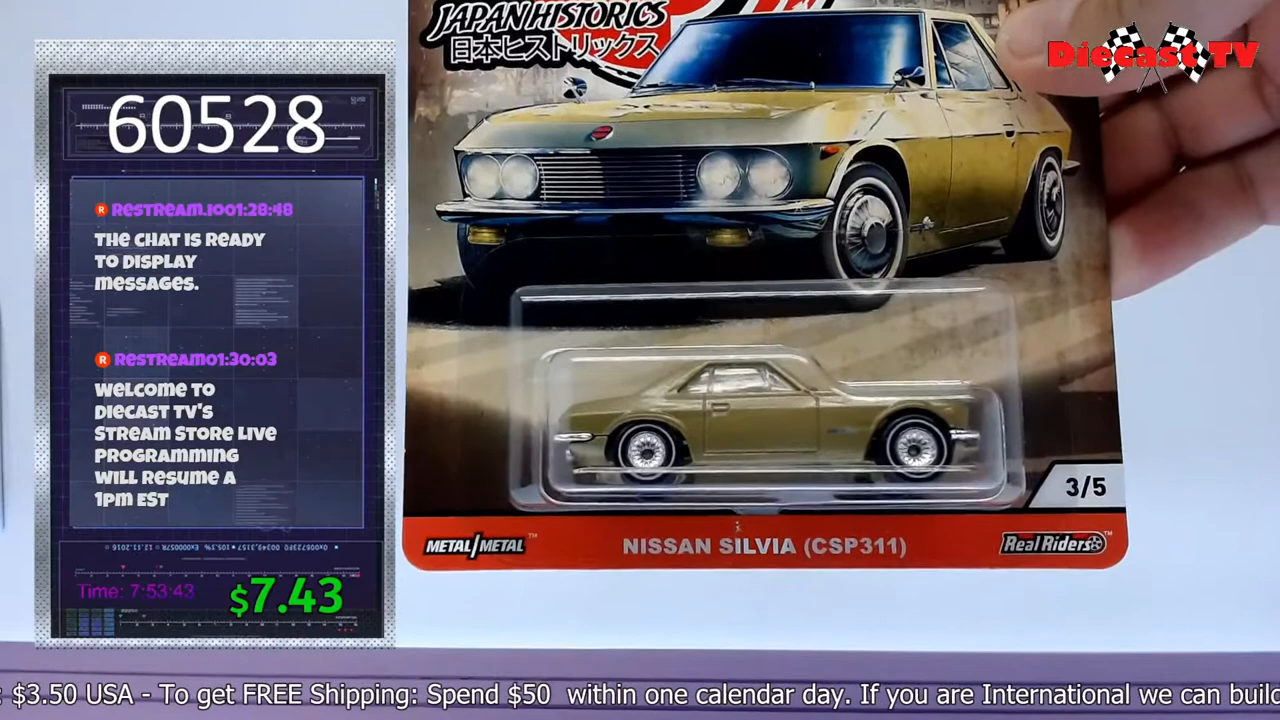 JAPAN HISTORICS
日本ヒストリックス
Diecast TV
60528
Restream.io01:28:48
The chat is ready
to display
messages.
Restream01:30:03
Welcome to
Diecast TV's
Stream Store Live
programming
will resume a
1pm EST
Time: 7:53:43
$7.43
3/5
METAL/METAL™
NISSAN SILVIA (CSP311)
Real Riders™
: $3.50 USA - To get FREE Shipping: Spend $50 within one calendar day. If you are International we can build